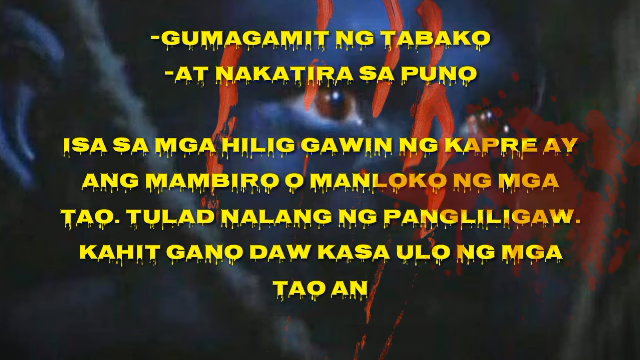 -GUMAGAMIT NG TABAKO
-AT NAKATIRA SA PUNO
ISA SA MGA HILIG GAWIN NG KAPRE AY
ANG MAMBIRO O MANLOKO NG MGA
TAO. TULAD NALANG NG PANGLILIGAW.
KAHIT GANO DAW KASA ULO NG MGA
TAO AN